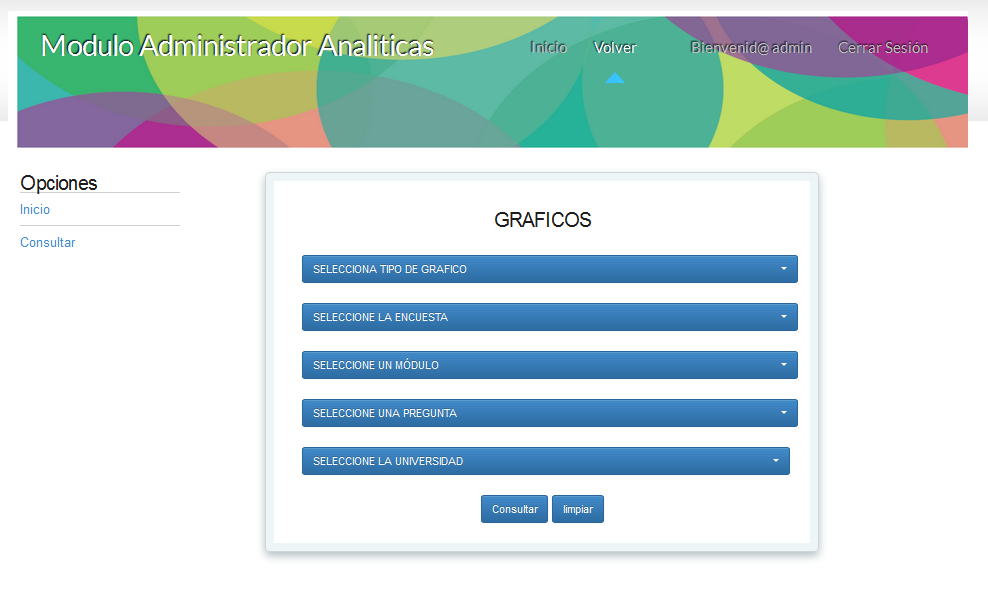 Modulo Administrador Analiticas
Inicio
Volver
Bienvenid@admin
Cerrar Sesión
Opciones
Inicio
Consultar
GRAFICOS
SELECCIONA TIPO DE GRAFICO
SELECCIONE LA ENCUESTA
SELECCIONE UN MÓDULO
SELECCIONE UNA PREGUNTA
SELECCIONE LA UNIVERSIDAD
Consultar
limpiar